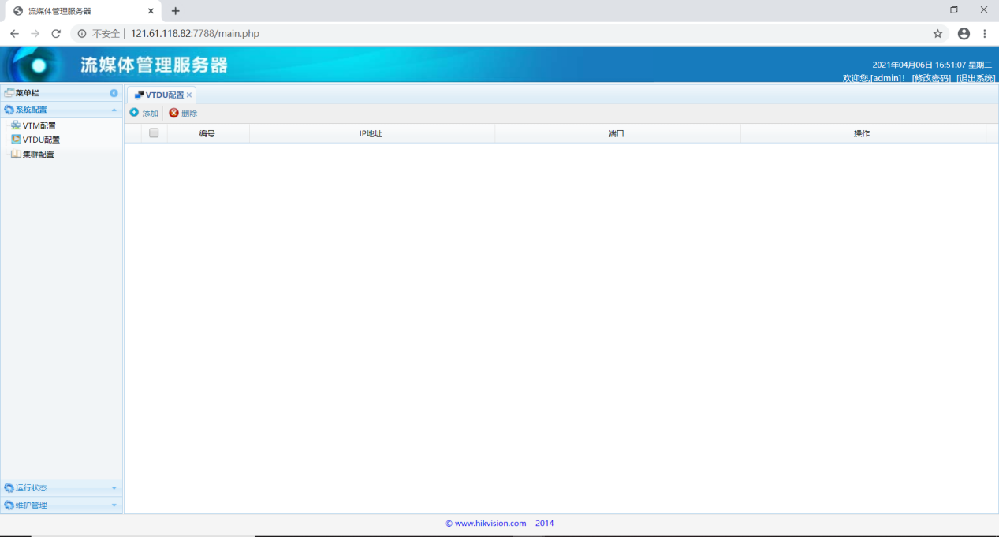 流媒体管理服务器
不安全 | 121.61.118.82:7788/main.php
流媒体管理服务器
2021年04月06日 16:51:07 星期二
欢迎您,[admin]! [修改密码] [退出系统]
菜单栏
系统配置
VTM配置
VTDU配置
集群配置
运行状态
维护管理
VTDU配置
添加 删除
编号 IP地址 端口 操作
© www.hikvision.com 2014